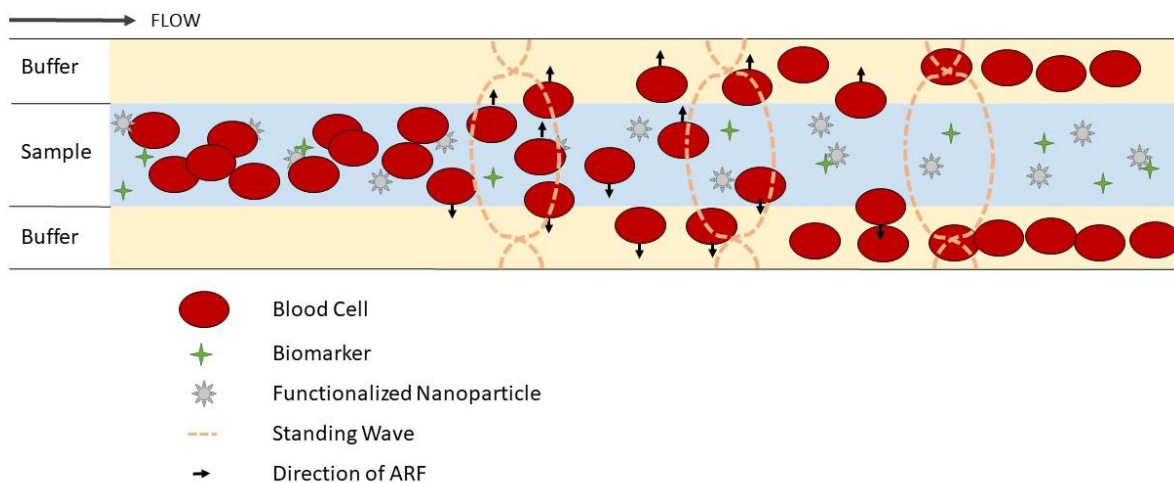 FLOW
Buffer
Sample
Buffer
Blood Cell
Biomarker
Functionalized Nanoparticle
Standing Wave
Direction of ARF